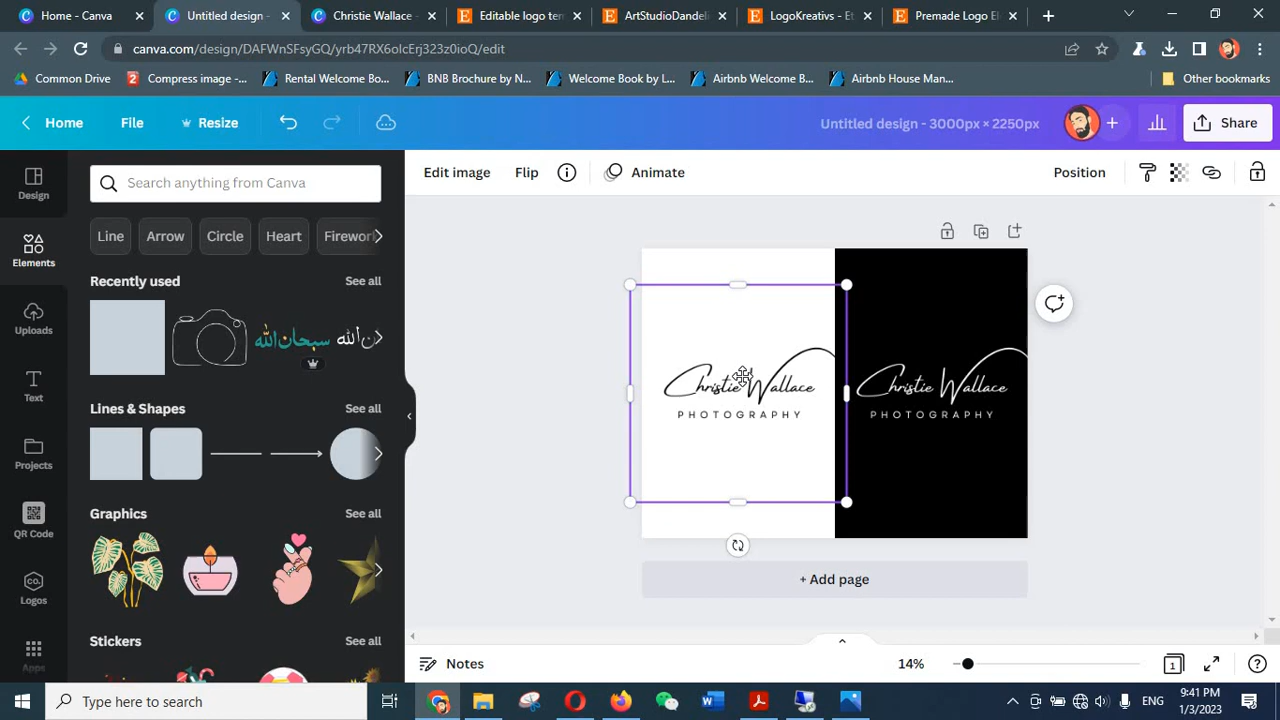 Home - Canva
Untitled design -
Christie Wallace -
Editable logo tem
ArtStudioDandeli
LogoKreativs - Et
Premade Logo El
canva.com/design/DAFWnSFsyGQ/yrb47RX6olcErj323z0ioQ/edit
Common Drive
Compress image -...
Rental Welcome Bo...
BNB Brochure by N...
Welcome Book by L...
Airbnb Welcome B...
Airbnb House Man...
Other bookmarks
Home
File
Resize
Untitled design - 3000px × 2250px
Share
Design
Elements
Uploads
Text
Projects
QR Code
CO.
Logos
Apps
Search anything from Canva
Line
Arrow
Circle
Heart
Firework
Recently used
See all
سبحان الله
Lines & Shapes
See all
Graphics
See all
Stickers
See all
Edit image
Flip
Animate
Position
Christie Wallace
PHOTOGRAPHY
Christie Wallace
PHOTOGRAPHY
+ Add page
Notes
14%
1
Type here to search
ENG
9:41 PM
1/3/2023